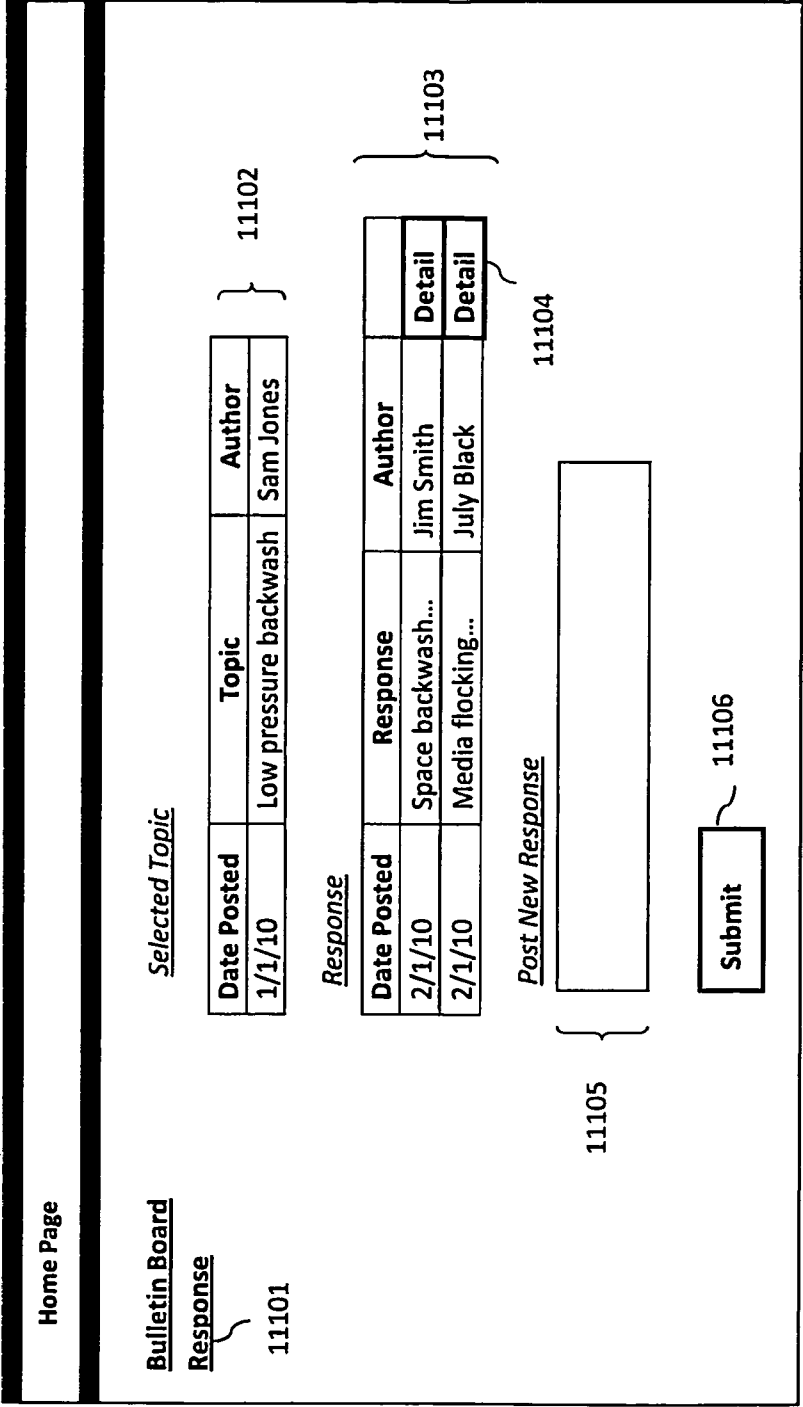 Home Page
Bulletin Board
Response
11101
Selected Topic
Date Posted Topic Author
1/1/10 Low pressure backwash Sam Jones
11102
Response
Date Posted Response Author
2/1/10 Space backwash... Jim Smith Detail
2/1/10 Media flocking... July Black Detail
11103
11104
Post New Response
11105
Submit
11106